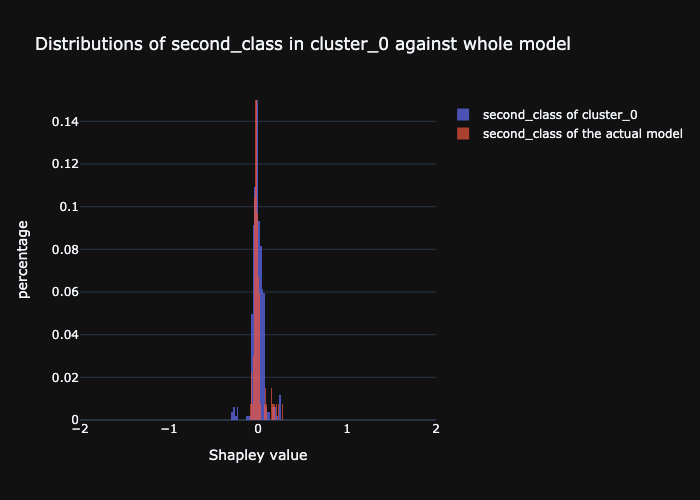 Distributions of second_class in cluster_0 against whole model
second_class of cluster_0
second_class of the actual model
percentage
0.14
0.12
0.1
0.08
0.06
0.04
0.02
0
−2
−1
0
1
2
Shapley value